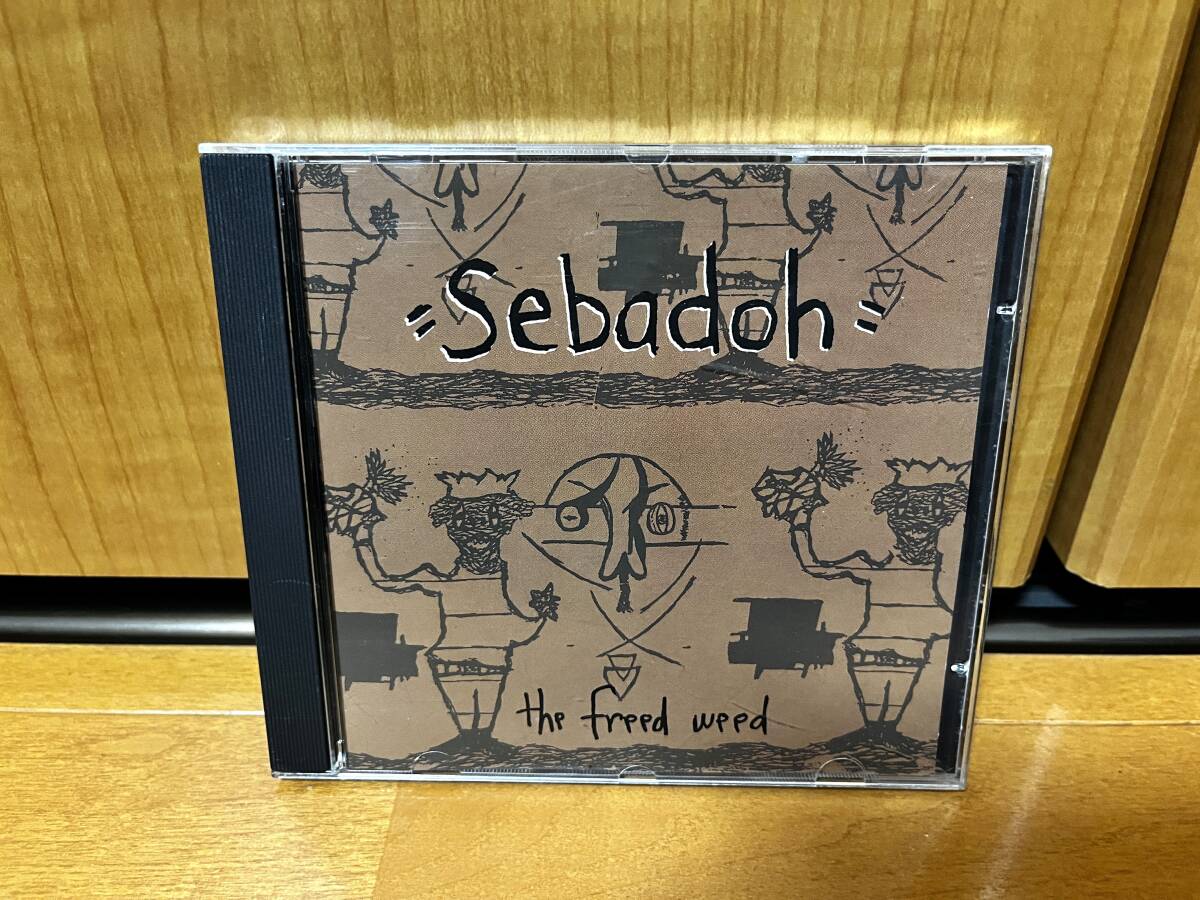 =Sebadoh=
the freed weed